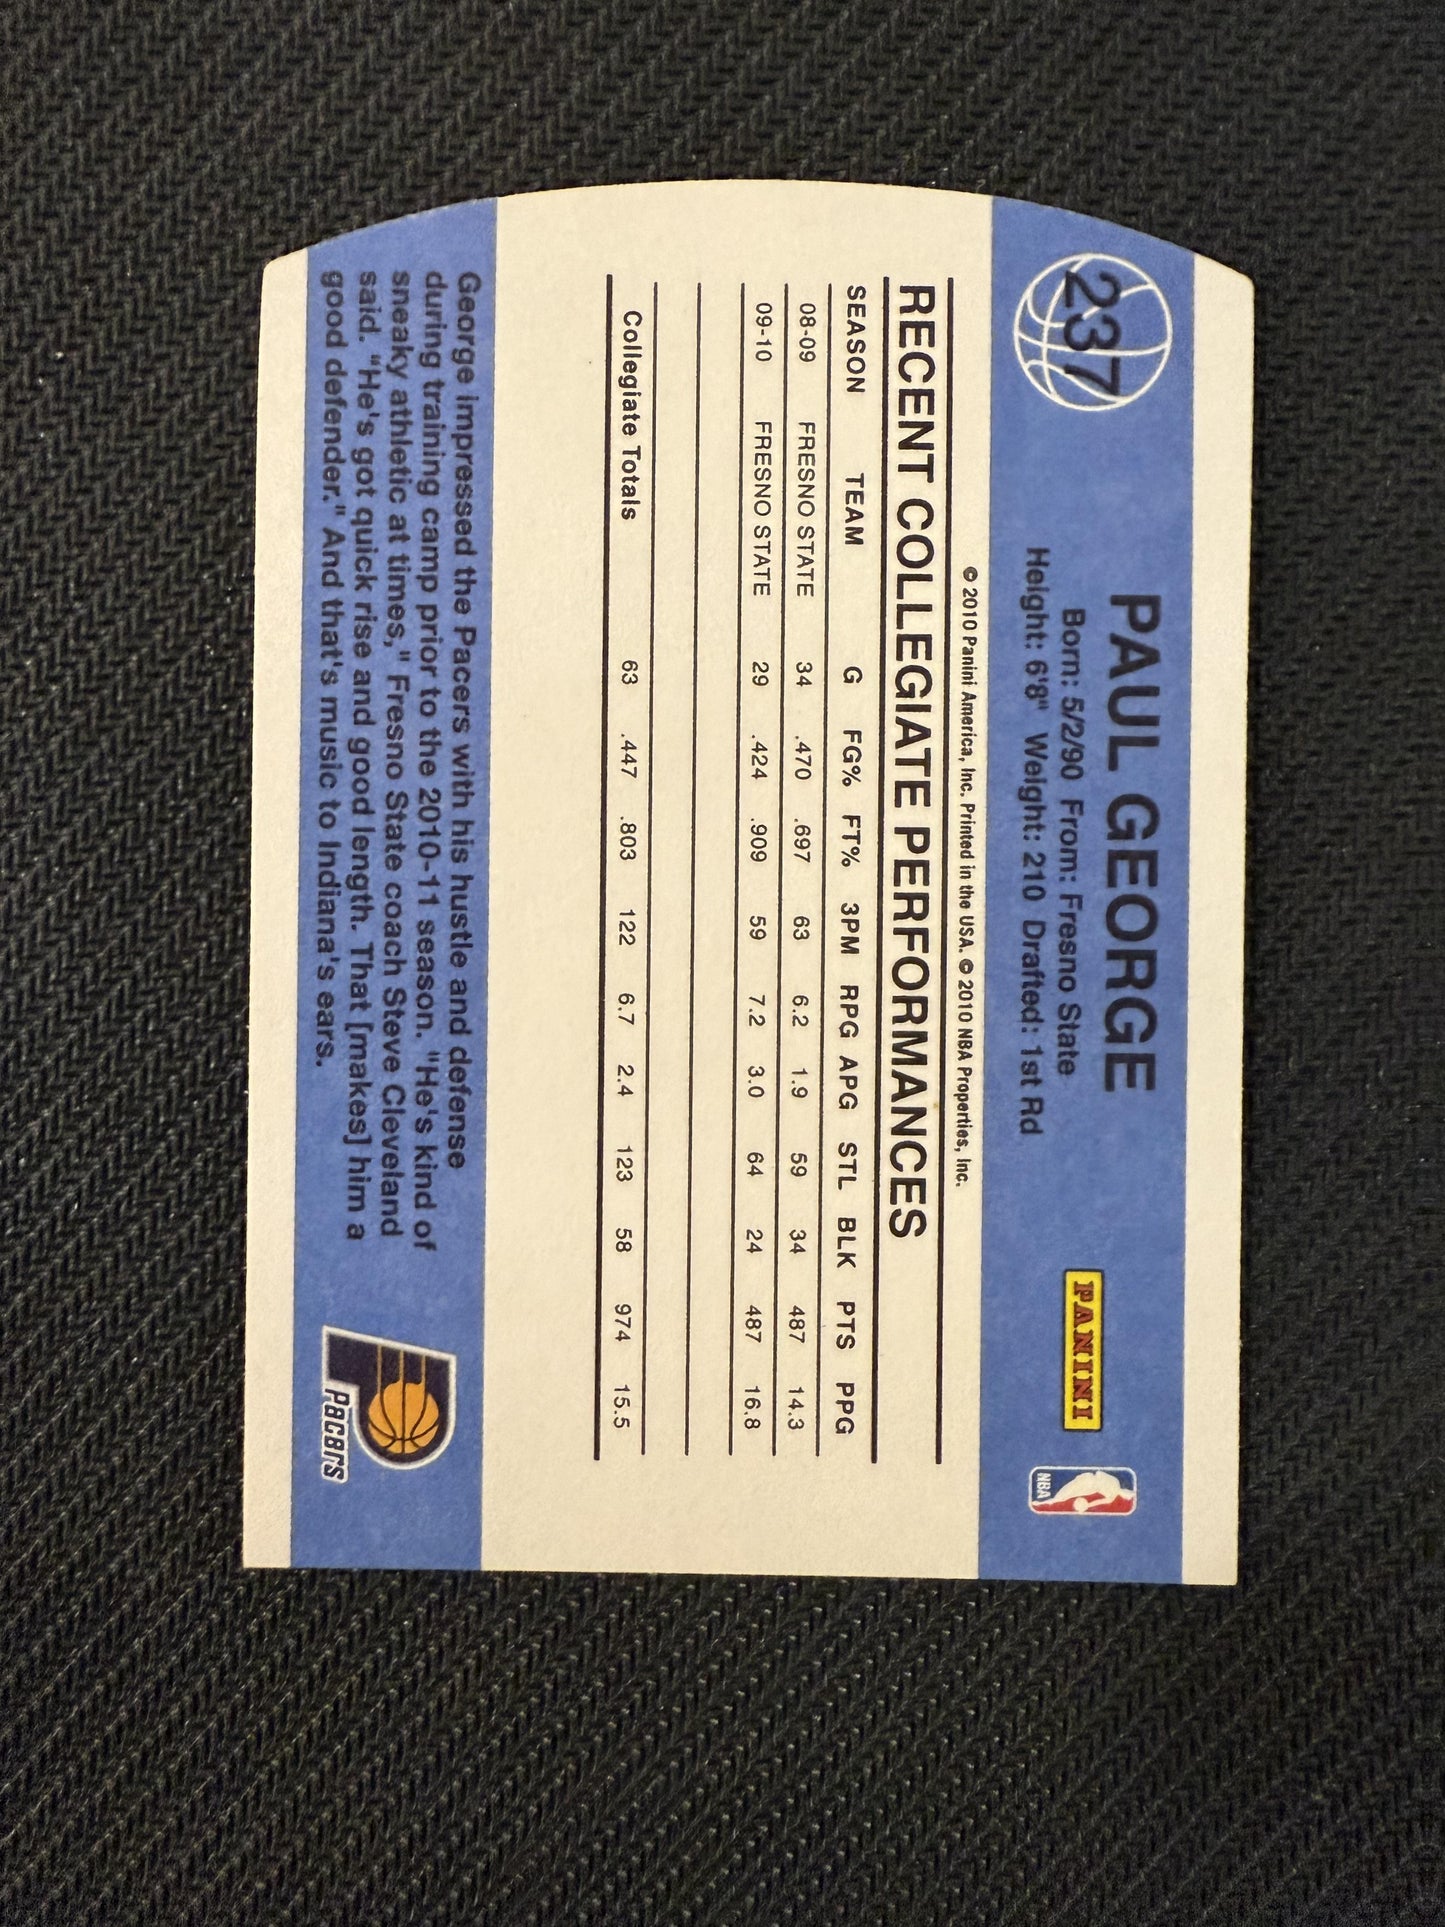 237
PAUL GEORGE
Born: 5/2/90 From: Fresno State
Height: 6'8" Weight: 210 Drafted: 1st Rd
PANINI
NBA
© 2010 Panini America, Inc. Printed in the USA. © 2010 NBA Properties, Inc.
RECENT COLLEGIATE PERFORMANCES
SEASON TEAM G FG% FT% 3PM RPG APG STL BLK PTS PPG
08-09 FRESNO STATE 34 .470 .697 63 6.2 1.9 59 34 487 14.3
09-10 FRESNO STATE 29 .424 .909 59 7.2 3.0 64 24 487 16.8
Collegiate Totals 63 .447 .803 122 6.7 2.4 123 58 974 15.5
George impressed the Pacers with his hustle and defense
during training camp prior to the 2010-11 season. "He's kind of
sneaky athletic at times," Fresno State coach Steve Cleveland
said. "He's got quick rise and good length. That [makes] him a
good defender." And that's music to Indiana's ears.
Pacers